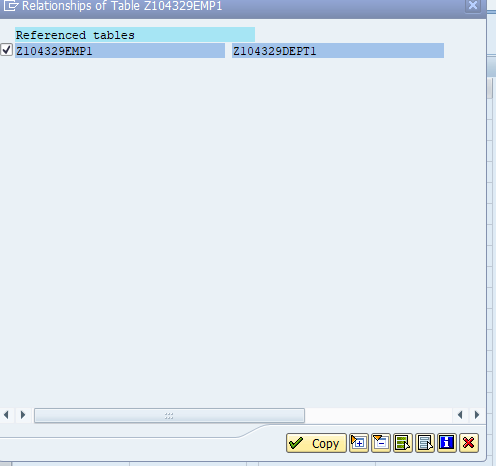 Relationships of Table Z104329EMP1
Referenced tables
Z104329EMP1 Z104329DEPT1
Copy